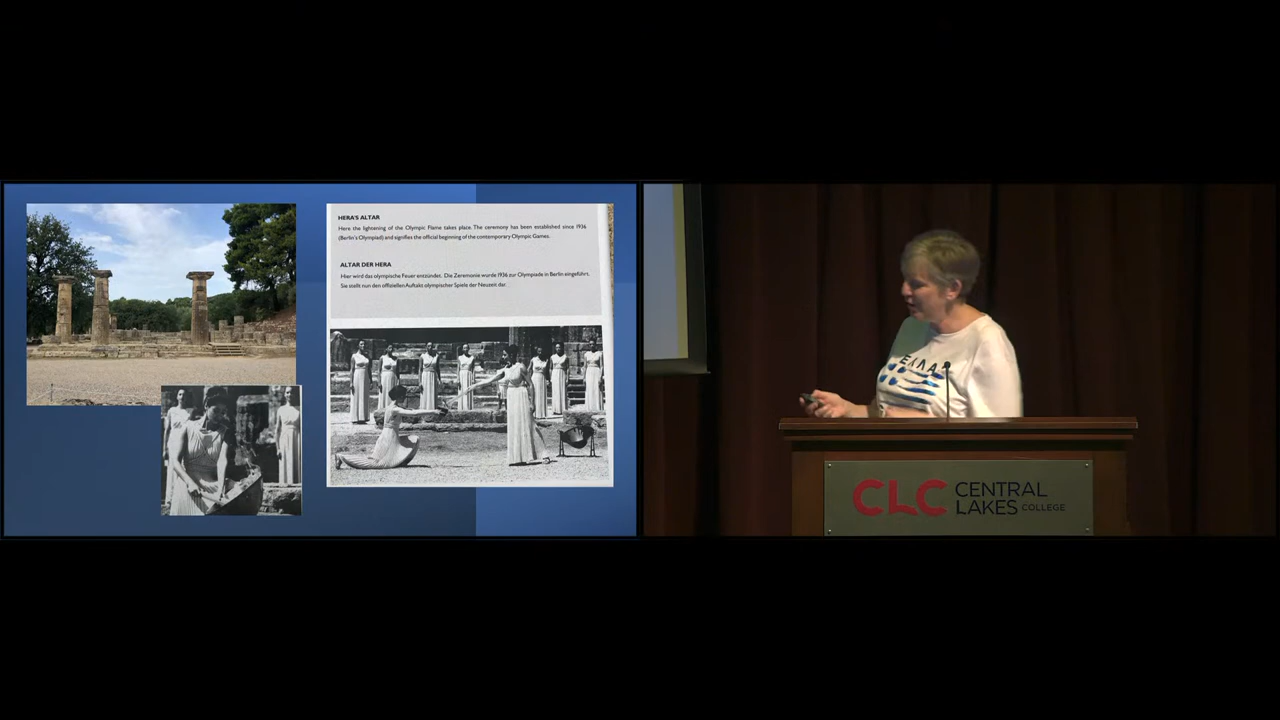 HERA'S ALTAR
Here the lightening of the Olympic Flame takes place. The ceremony has been established since 1936
(Berlin's Olympiad) and signifies the official beginning of the contemporary Olympic Games.
ALTAR DER HERA
Hier wird das olympische Feuer entzündet. Die Zeremonie wurde 1936 zur Olympiade in Berlin eingeführt.
Sie stellt nun den offiziellen Auftakt olympischer Spiele der Neuzeit dar.
ΕΛΛΑ
CLC CENTRAL
LAKES COLLEGE